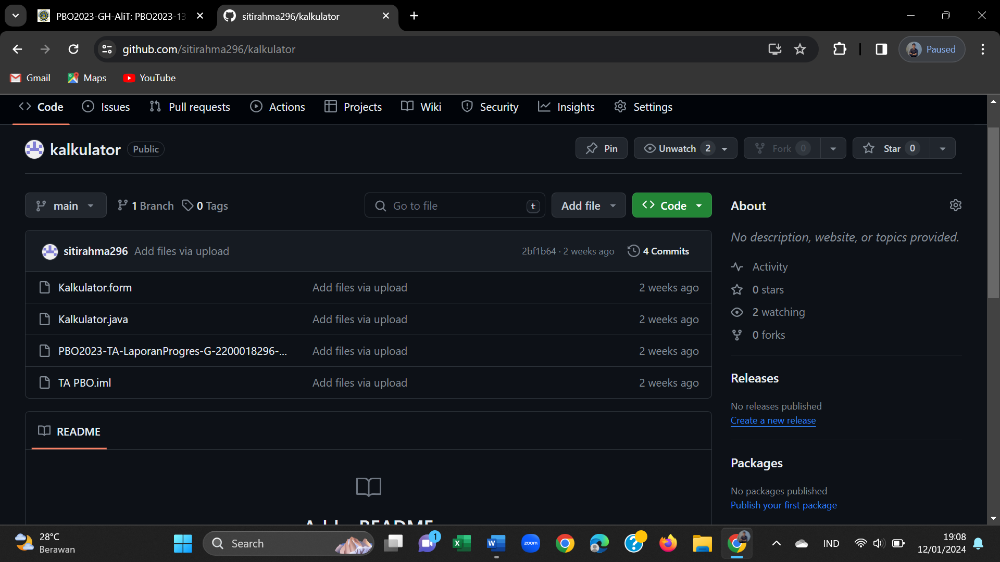 PBO2023-GH-AliT: PBO2023-13
sitirahma296/kalkulator
github.com/sitirahma296/kalkulator
Paused
Gmail
Maps
YouTube
Code
Issues
Pull requests
Actions
Projects
Wiki
Security
Insights
Settings
kalkulator
Public
Pin
Unwatch 2
Fork 0
Star 0
main
1 Branch
0 Tags
Go to file
t
Add file
Code
About
No description, website, or topics provided.
sitirahma296 Add files via upload
2bf1b64 · 2 weeks ago
4 Commits
Kalkulator.form Add files via upload 2 weeks ago
Kalkulator.java Add files via upload 2 weeks ago
PBO2023-TA-LaporanProgres-G-2200018296-... Add files via upload 2 weeks ago
TA PBO.iml Add files via upload 2 weeks ago
Activity
0 stars
2 watching
0 forks
Releases
No releases published
Create a new release
README
Packages
No packages published
Publish your first package
README
28°C
Berawan
Search
1
zoom
IND
19:08
12/01/2024